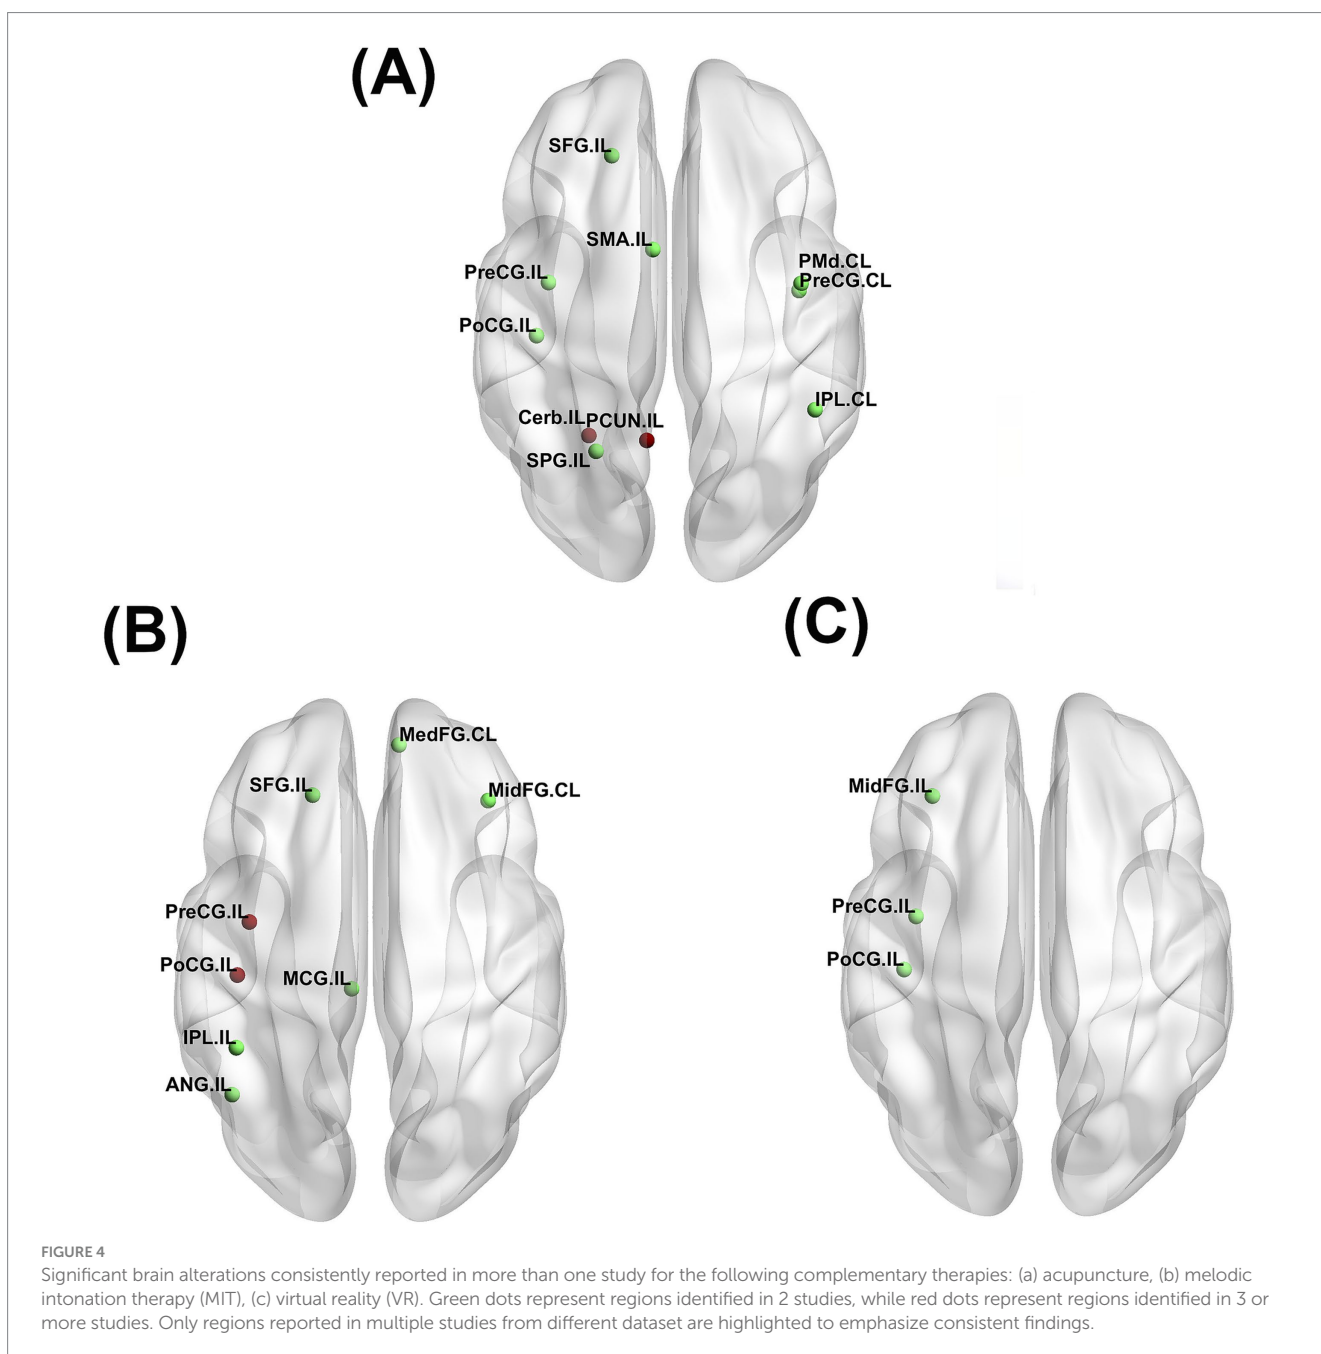 (A)
SFG.IL
SMA.IL
PreCG.IL
PMd.CL
PreCG.CL
PoCG.IL
IPL.CL
Cerb.IL
PCUN.IL
SPG.IL
(B)
(C)
MedFG.CL
SFG.IL
MidFG.CL
PreCG.IL
PoCG.IL
MCG.IL
IPL.IL
ANG.IL
MidFG.IL
PreCG.IL
PoCG.IL
FIGURE 4
Significant brain alterations consistently reported in more than one study for the following complementary therapies: (a) acupuncture, (b) melodic
intonation therapy (MIT), (c) virtual reality (VR). Green dots represent regions identified in 2 studies, while red dots represent regions identified in 3 or
more studies. Only regions reported in multiple studies from different dataset are highlighted to emphasize consistent findings.